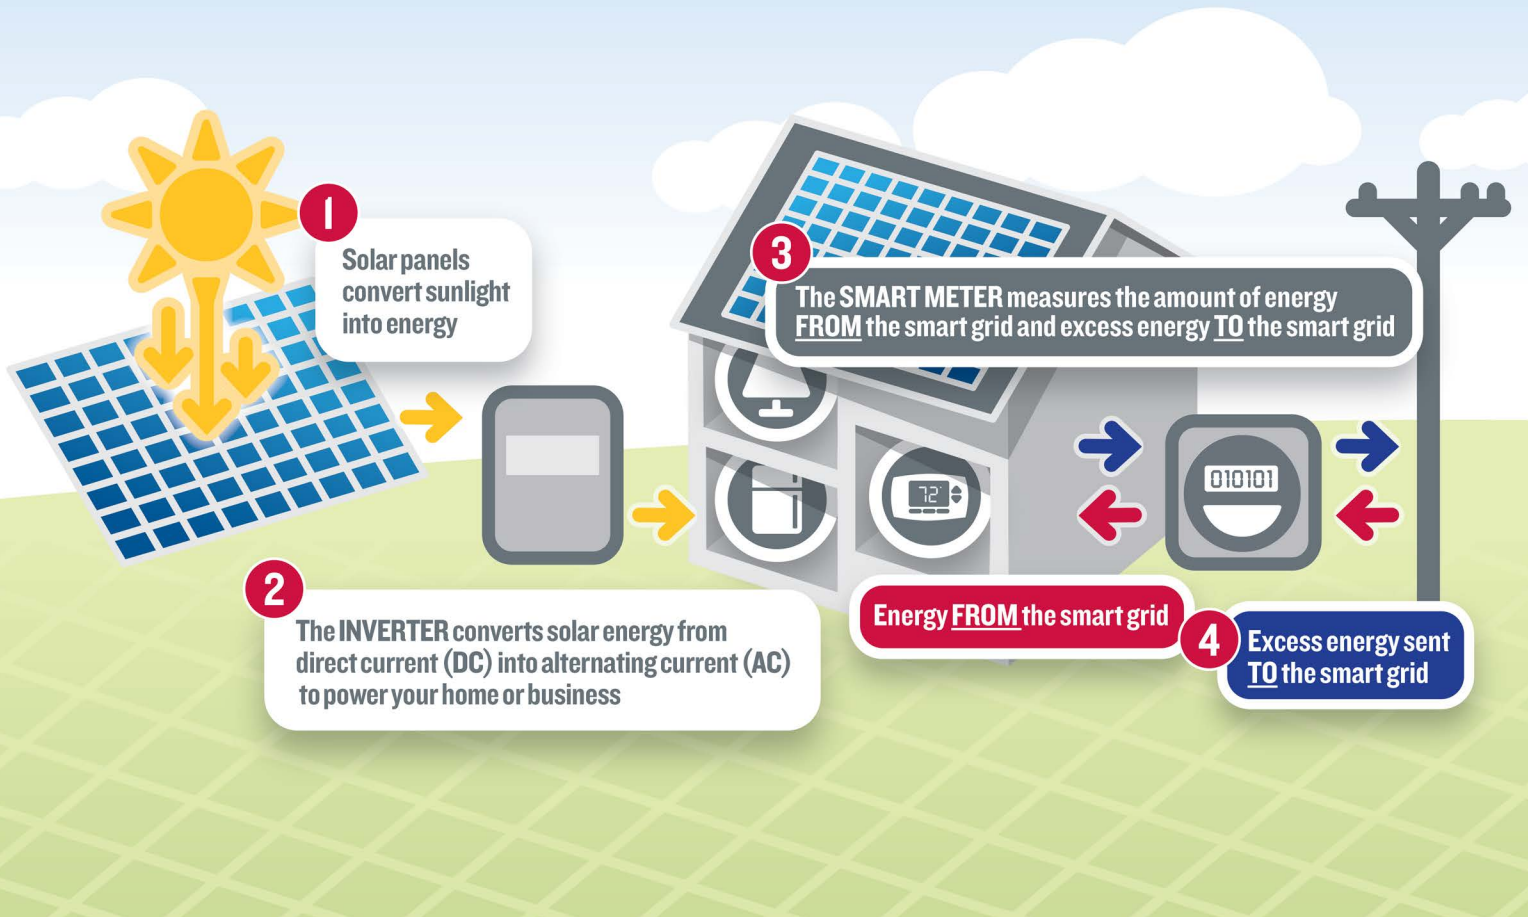 1
Solar panels
convert sunlight
into energy
2
The INVERTER converts solar energy from
direct current (DC) into alternating current (AC)
to power your home or business
3
The SMART METER measures the amount of energy
FROM the smart grid and excess energy TO the smart grid
72°
010101
Energy FROM the smart grid
4
Excess energy sent
TO the smart grid